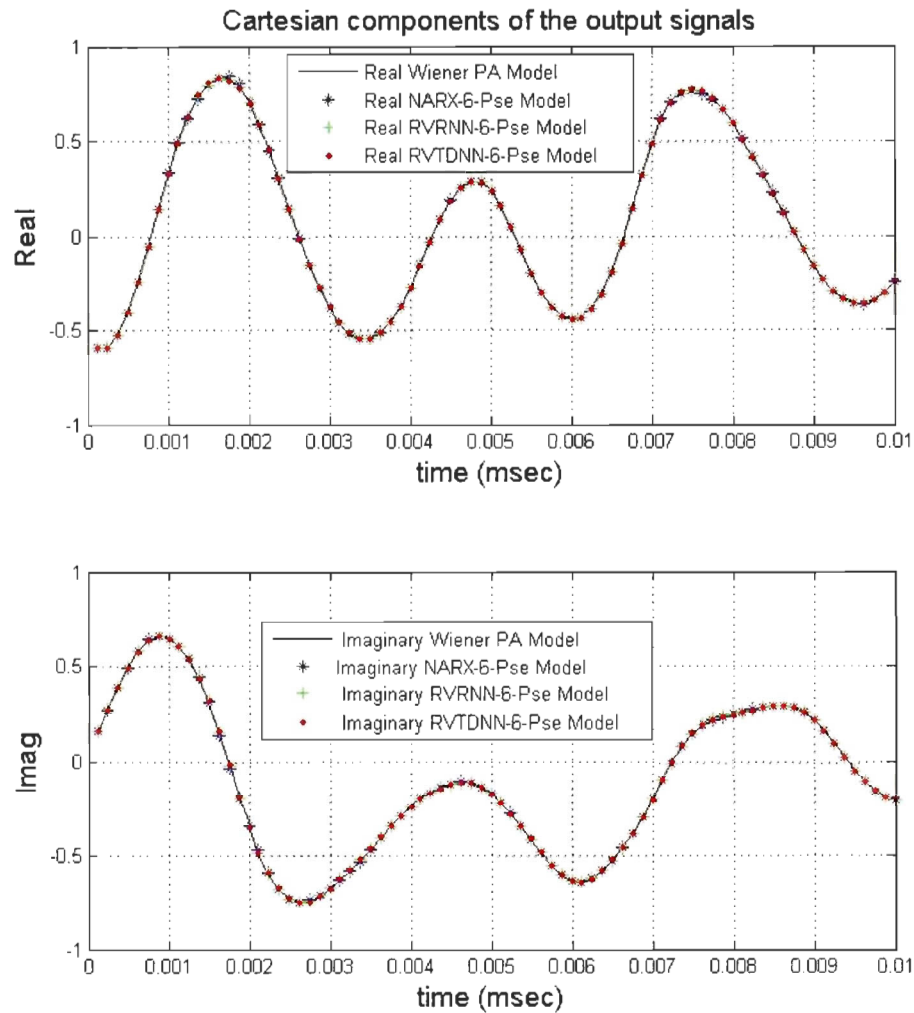 Cartesian components of the output signals
1
0.5
0
-0.5
-1
Real
Real Wiener PA Model
Real NARX-6-Pse Model
Real RVRNN-6-Pse Model
Real RVTDNN-6-Pse Model
0 0.001 0.002 0.003 0.004 0.005 0.006 0.007 0.008 0.009 0.01
time (msec)
1
0.5
0
-0.5
-1
Imag
Imaginary Wiener PA Model
Imaginary NARX-6-Pse Model
Imaginary RVRNN-6-Pse Model
Imaginary RVTDNN-6-Pse Model
0 0.001 0.002 0.003 0.004 0.005 0.006 0.007 0.008 0.009 0.01
time (msec)